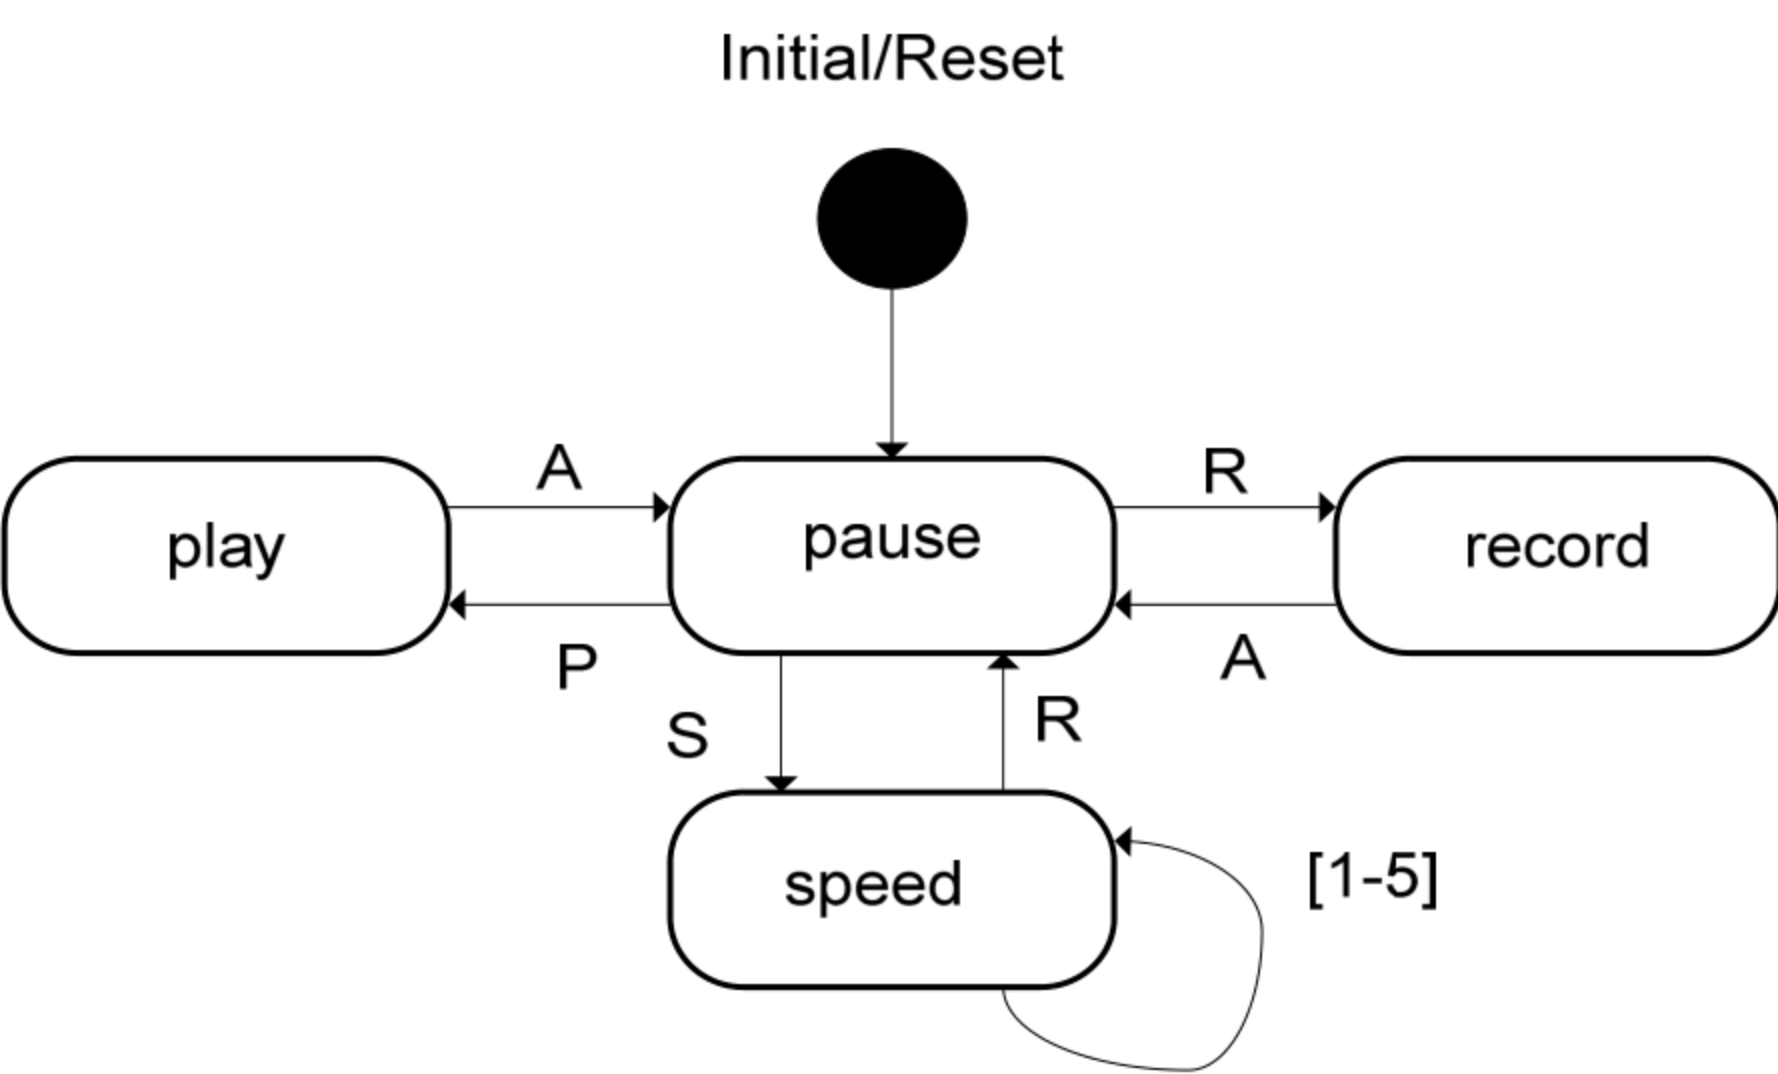 Initial/Reset
A
R
play
pause
record
P
A
S
R
speed
[1-5]